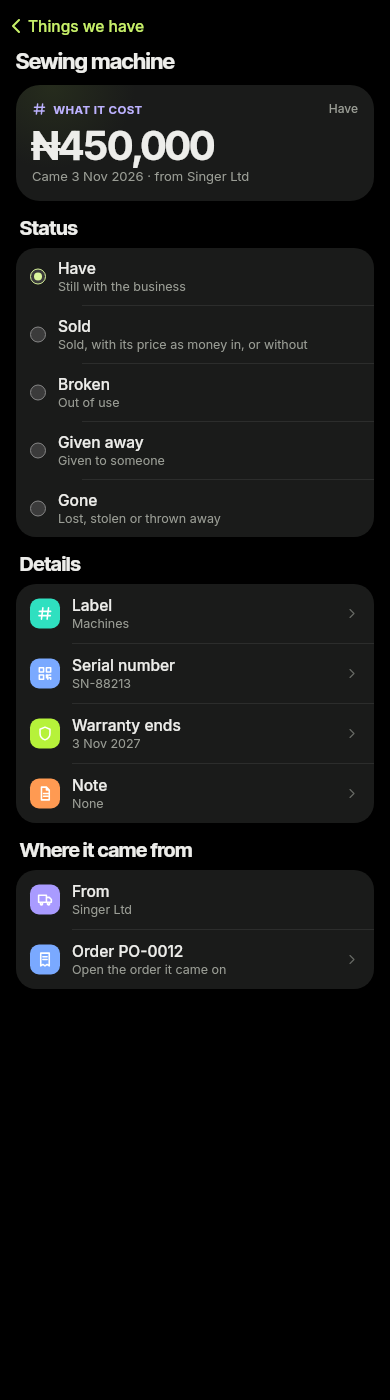 Things we have
Sewing machine
WHAT IT COST
Have
₦450,000
Came 3 Nov 2026 · from Singer Ltd
Status
Have
Still with the business
Sold
Sold, with its price as money in, or without
Broken
Out of use
Given away
Given to someone
Gone
Lost, stolen or thrown away
Details
Label
Machines
Serial number
SN-88213
Warranty ends
3 Nov 2027
Note
None
Where it came from
From
Singer Ltd
Order PO-0012
Open the order it came on